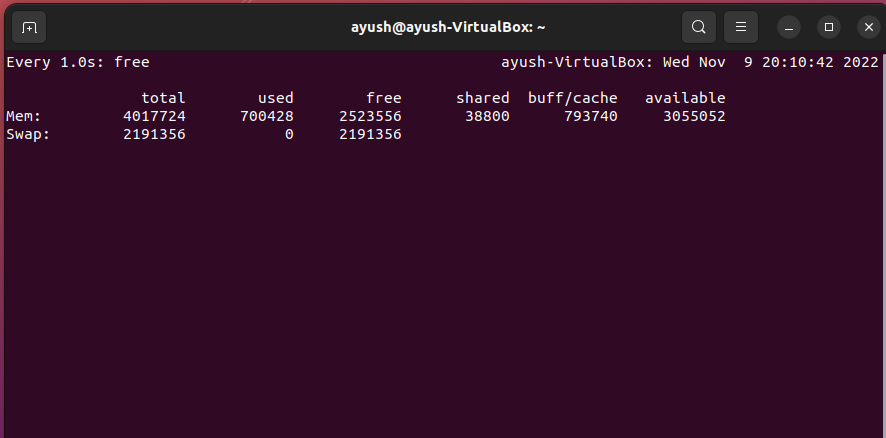 ayush@ayush-VirtualBox: ~
Every 1.0s: free ayush-VirtualBox: Wed Nov  9 20:10:42 2022
total used free shared buff/cache available
Mem: 4017724 700428 2523556 38800 793740 3055052
Swap: 2191356 0 2191356